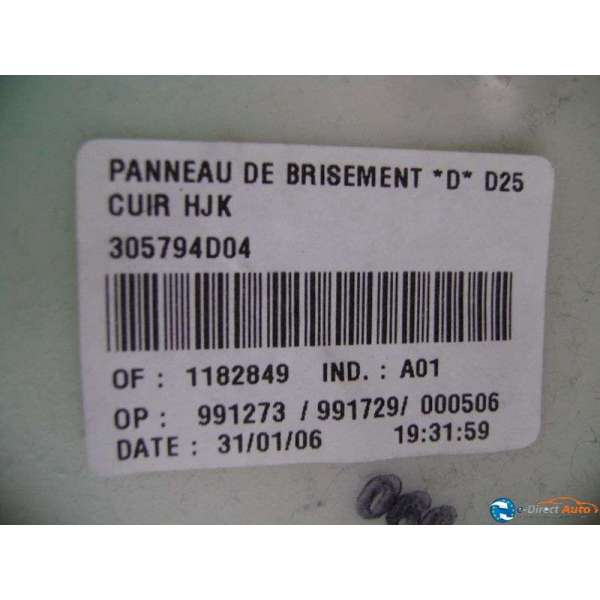 PANNEAU DE BRISEMENT *D* D25
CUIR HJK
305794D04
OF : 1182849 IND. : A01
OP : 991273 / 991729/ 000506
DATE : 31/01/06 19:31:59
e-Direct Auto